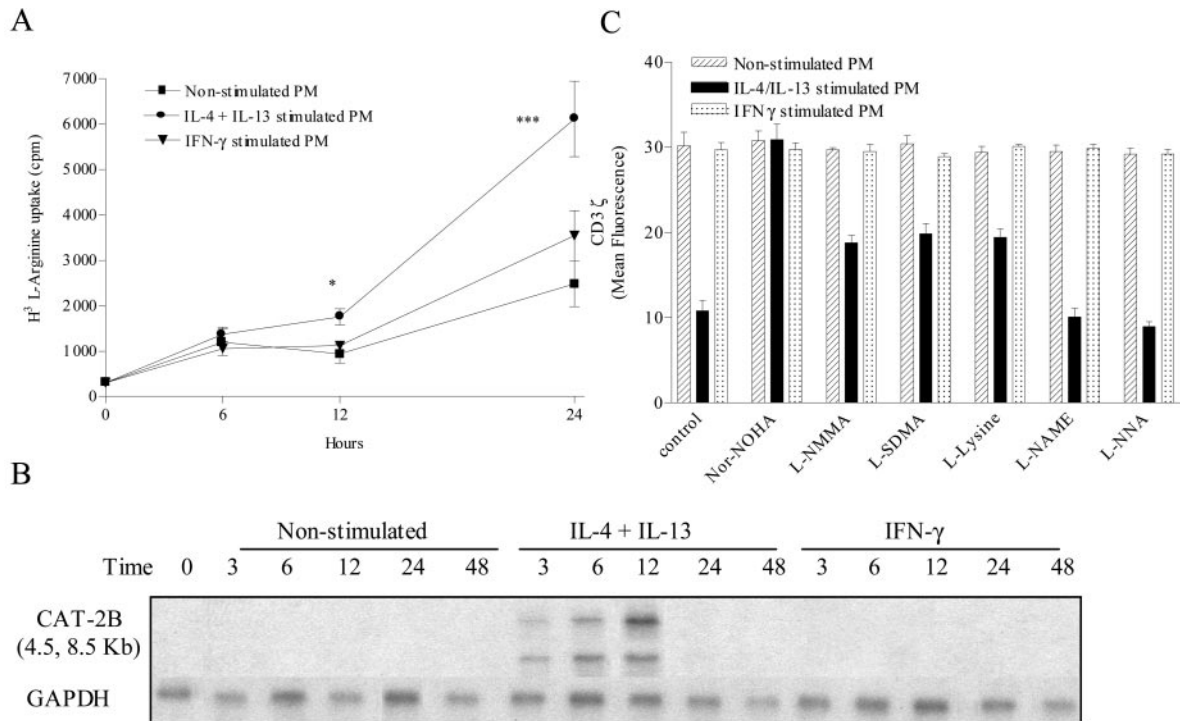 A
7000
6000
5000
4000
3000
2000
1000
0
H³ L-Arginine uptake (cpm)
Non-stimulated PM
IL-4 + IL-13 stimulated PM
IFN-γ stimulated PM
*
***
0 6 12 24
Hours
C
40
30
20
10
0
CD3 ζ
(Mean Fluorescence)
Non-stimulated PM
IL-4/IL-13 stimulated PM
IFNγ stimulated PM
control
Nor-NOHA
L-NMMA
L-SDMA
L-Lysine
L-NAME
L-NNA
B
Non-stimulated IL-4 + IL-13 IFN-γ
Time 0 3 6 12 24 48 3 6 12 24 48 3 6 12 24 48
CAT-2B
(4.5, 8.5 Kb)
GAPDH